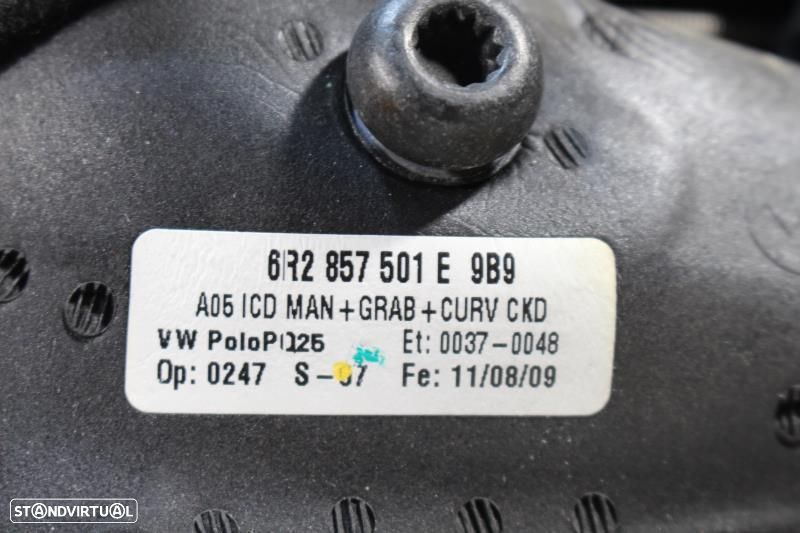 6R2 857 501 E 9B9
A05 ICD MAN+GRAB+CURV CKD
VW PoloPQ25 Et: 0037-0048
Op: 0247 S-07 Fe: 11/08/09
STANDVIRTUAL